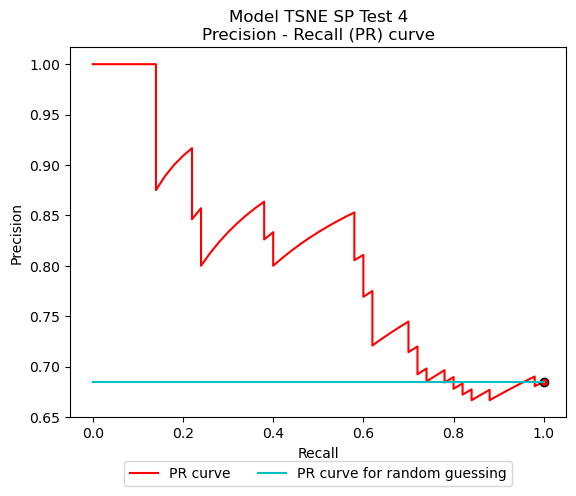 Model TSNE SP Test 4
Precision - Recall (PR) curve
1.00
0.95
0.90
0.85
0.80
0.75
0.70
0.65
Precision
0.0 0.2 0.4 0.6 0.8 1.0
Recall
PR curve PR curve for random guessing